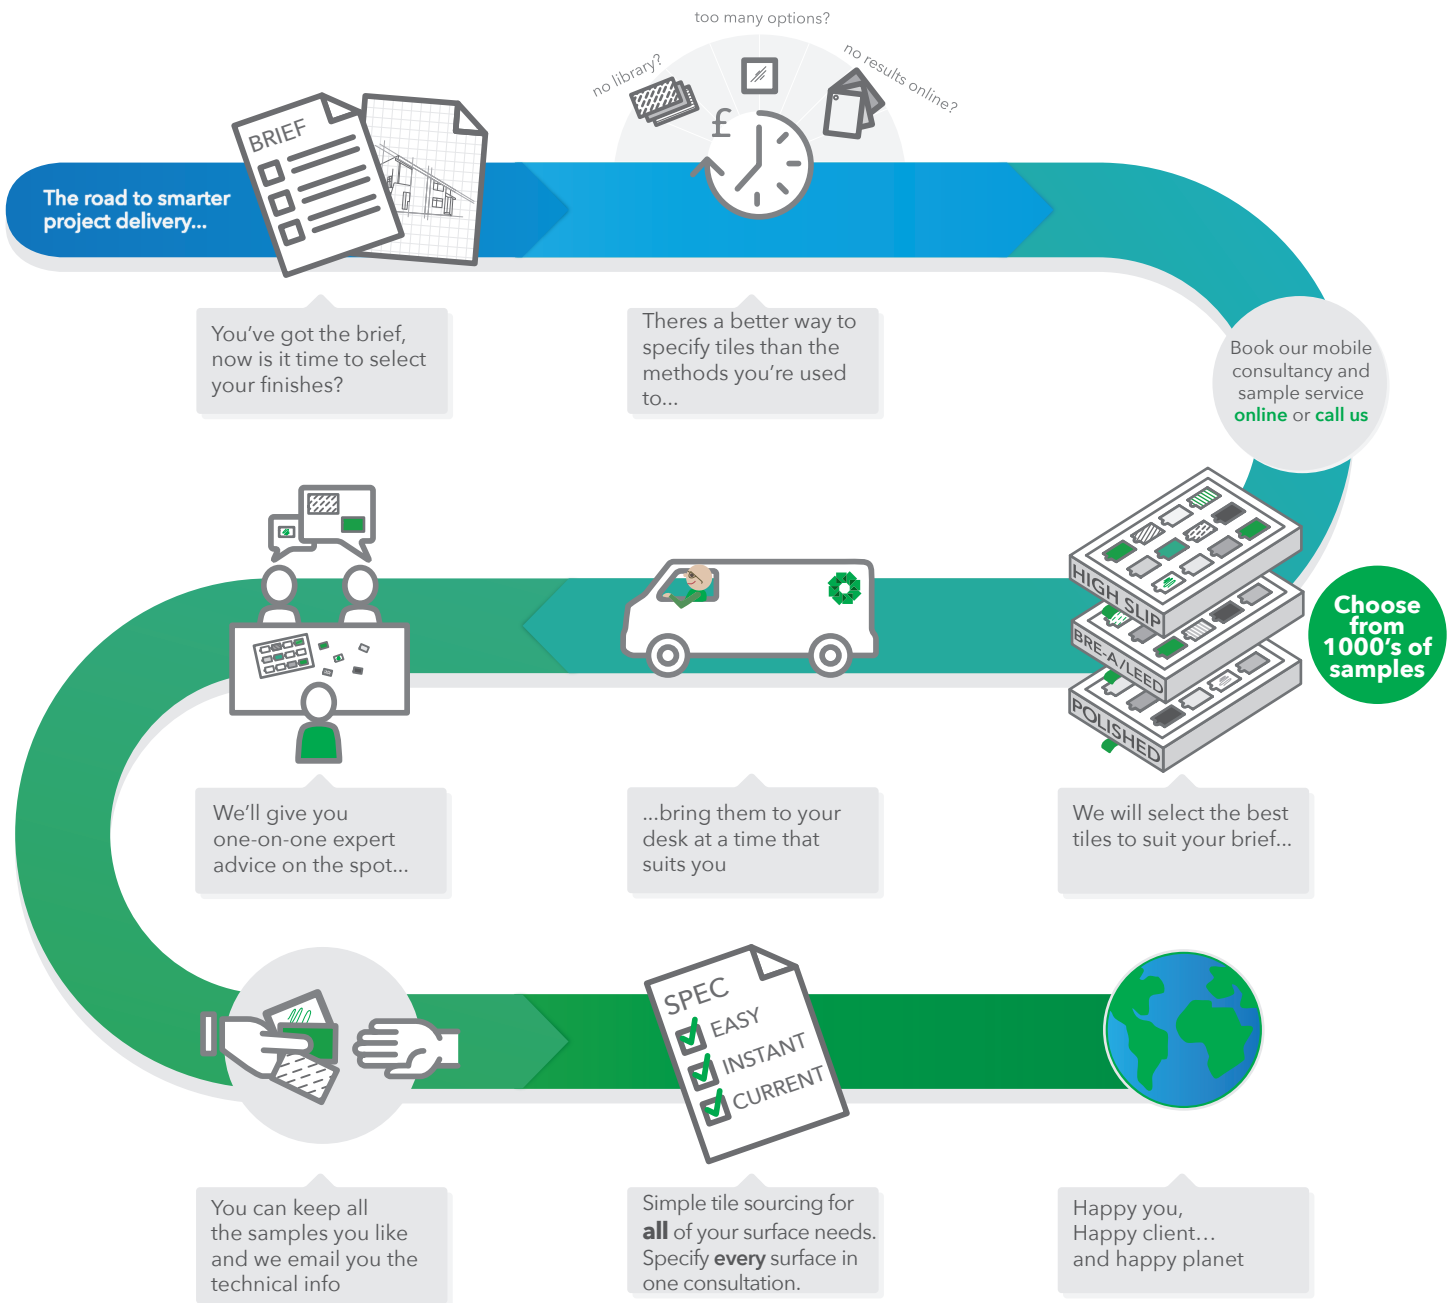 too many options?
no library?
no results online?
£
BRIEF
The road to smarter
project delivery...
You’ve got the brief,
now is it time to select
your finishes?
Theres a better way to
specify tiles than the
methods you’re used
to...
Book our mobile
consultancy and
sample service
online or call us
HIGH SLIP
BRE-A/LEED
POLISHED
Choose
from
1000’s of
samples
We’ll give you
one-on-one expert
advice on the spot...
...bring them to your
desk at a time that
suits you
We will select the best
tiles to suit your brief...
SPEC
EASY
INSTANT
CURRENT
You can keep all
the samples you like
and we email you the
technical info
Simple tile sourcing for
all of your surface needs.
Specify every surface in
one consultation.
Happy you,
Happy client...
and happy planet